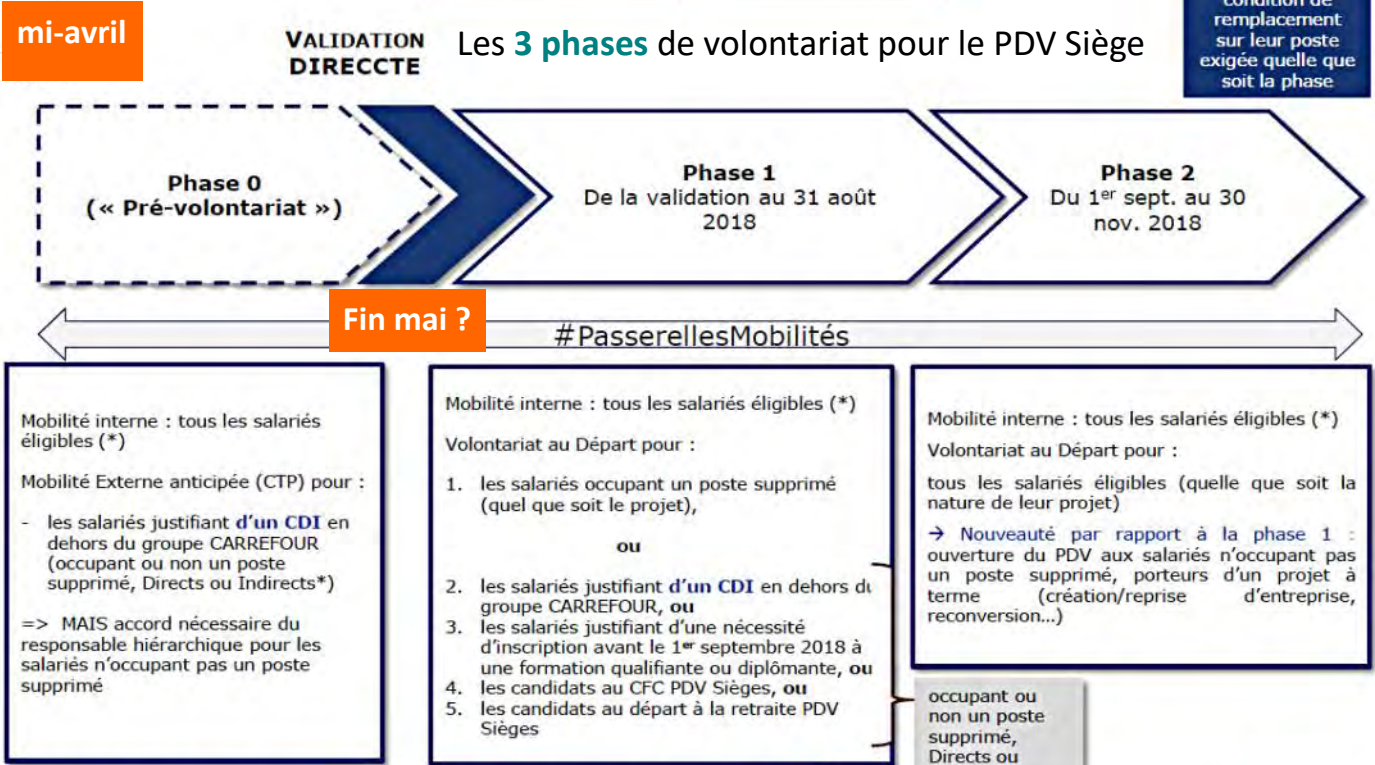 mi-avril
VALIDATION
DIRECCTE
Les 3 phases de volontariat pour le PDV Siège
condition de
remplacement
sur leur poste
exigée quelle que
soit la phase
Phase 0
(« Pré-volontariat »)
Phase 1
De la validation au 31 août
2018
Phase 2
Du 1er sept. au 30
nov. 2018
Fin mai ?
#PasserellesMobilités
Mobilité interne : tous les salariés
éligibles (*)
Mobilité Externe anticipée (CTP) pour :
- les salariés justifiant d'un CDI en
dehors du groupe CARREFOUR
(occupant ou non un poste
supprimé, Directs ou Indirects*)
=> MAIS accord nécessaire du
responsable hiérarchique pour les
salariés n'occupant pas un poste
supprimé
Mobilité interne : tous les salariés éligibles (*)
Volontariat au Départ pour :
1. les salariés occupant un poste supprimé
(quel que soit le projet),
ou
2. les salariés justifiant d'un CDI en dehors du
groupe CARREFOUR, ou
3. les salariés justifiant d'une nécessité
d'inscription avant le 1er septembre 2018 à
une formation qualifiante ou diplômante, ou
4. les candidats au CFC PDV Sièges, ou
5. les candidats au départ à la retraite PDV
Sièges
Mobilité interne : tous les salariés éligibles (*)
Volontariat au Départ pour :
tous les salariés éligibles (quelle que soit la
nature de leur projet)
→ Nouveauté par rapport à la phase 1 :
ouverture du PDV aux salariés n'occupant pas
un poste supprimé, porteurs d'un projet à
terme (création/reprise d'entreprise,
reconversion...)
occupant ou
non un poste
supprimé,
Directs ou